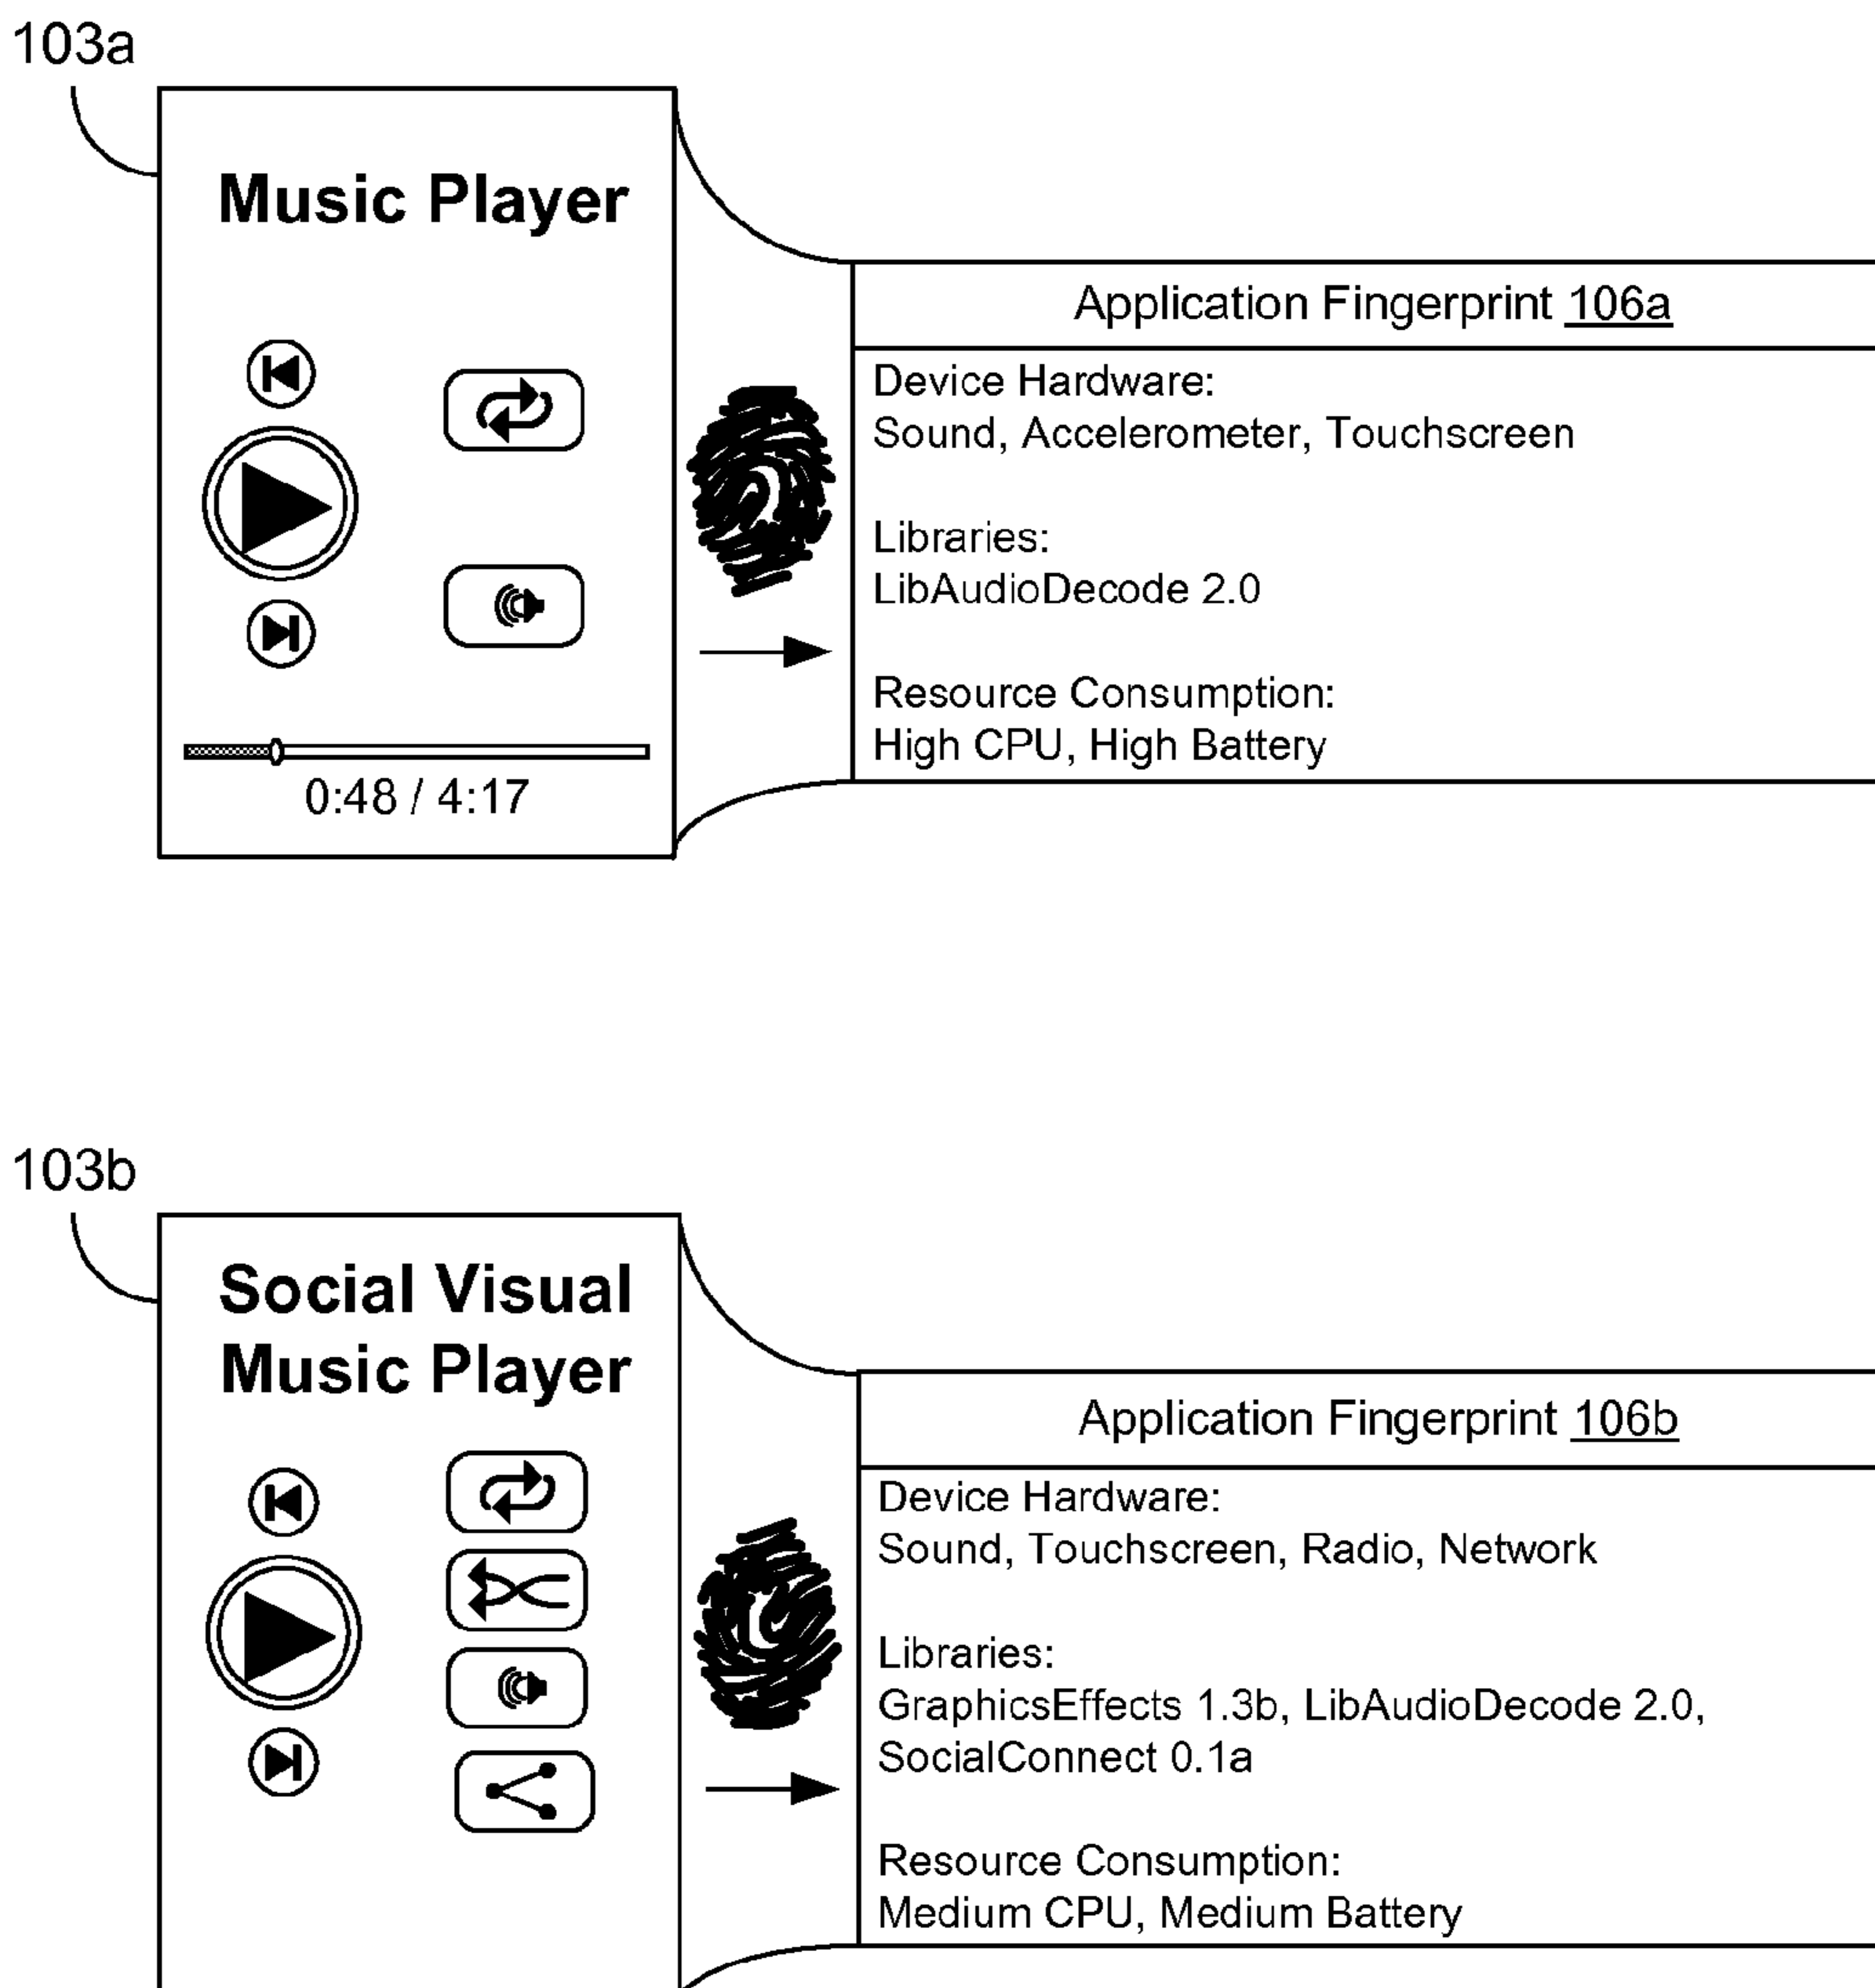 103a
Music Player
0:48 / 4:17
Application Fingerprint 106a
Device Hardware:
Sound, Accelerometer, Touchscreen
Libraries:
LibAudioDecode 2.0
Resource Consumption:
High CPU, High Battery
103b
Social Visual
Music Player
Application Fingerprint 106b
Device Hardware:
Sound, Touchscreen, Radio, Network
Libraries:
GraphicsEffects 1.3b, LibAudioDecode 2.0,
SocialConnect 0.1a
Resource Consumption:
Medium CPU, Medium Battery